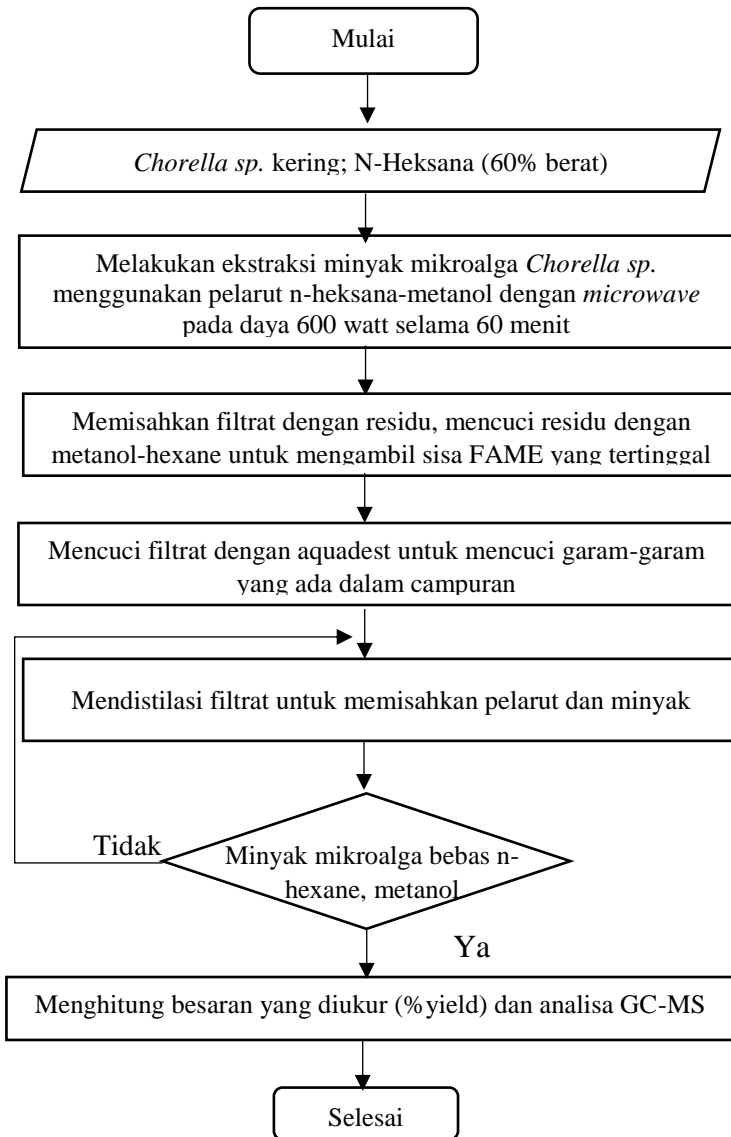 Mulai
Chorella sp. kering; N-Heksana (60% berat)
Melakukan ekstraksi minyak mikroalga Chorella sp.
menggunakan pelarut n-heksana-metanol dengan microwave
pada daya 600 watt selama 60 menit
Memisahkan filtrat dengan residu, mencuci residu dengan
metanol-hexane untuk mengambil sisa FAME yang tertinggal
Mencuci filtrat dengan aquadest untuk mencuci garam-garam
yang ada dalam campuran
Mendistilasi filtrat untuk memisahkan pelarut dan minyak
Tidak
Minyak mikroalga bebas n-
hexane, metanol
Ya
Menghitung besaran yang diukur (%yield) dan analisa GC-MS
Selesai